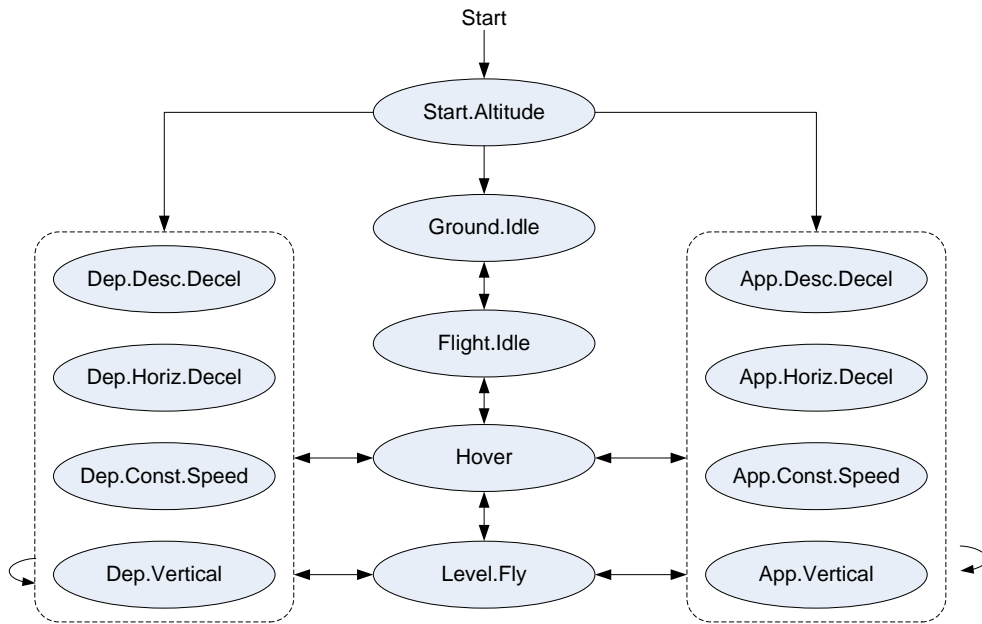 Start
Start.Altitude
Ground.Idle
Dep.Desc.Decel
App.Desc.Decel
Flight.Idle
Dep.Horiz.Decel
App.Horiz.Decel
Hover
Dep.Const.Speed
App.Const.Speed
Dep.Vertical
Level.Fly
App.Vertical